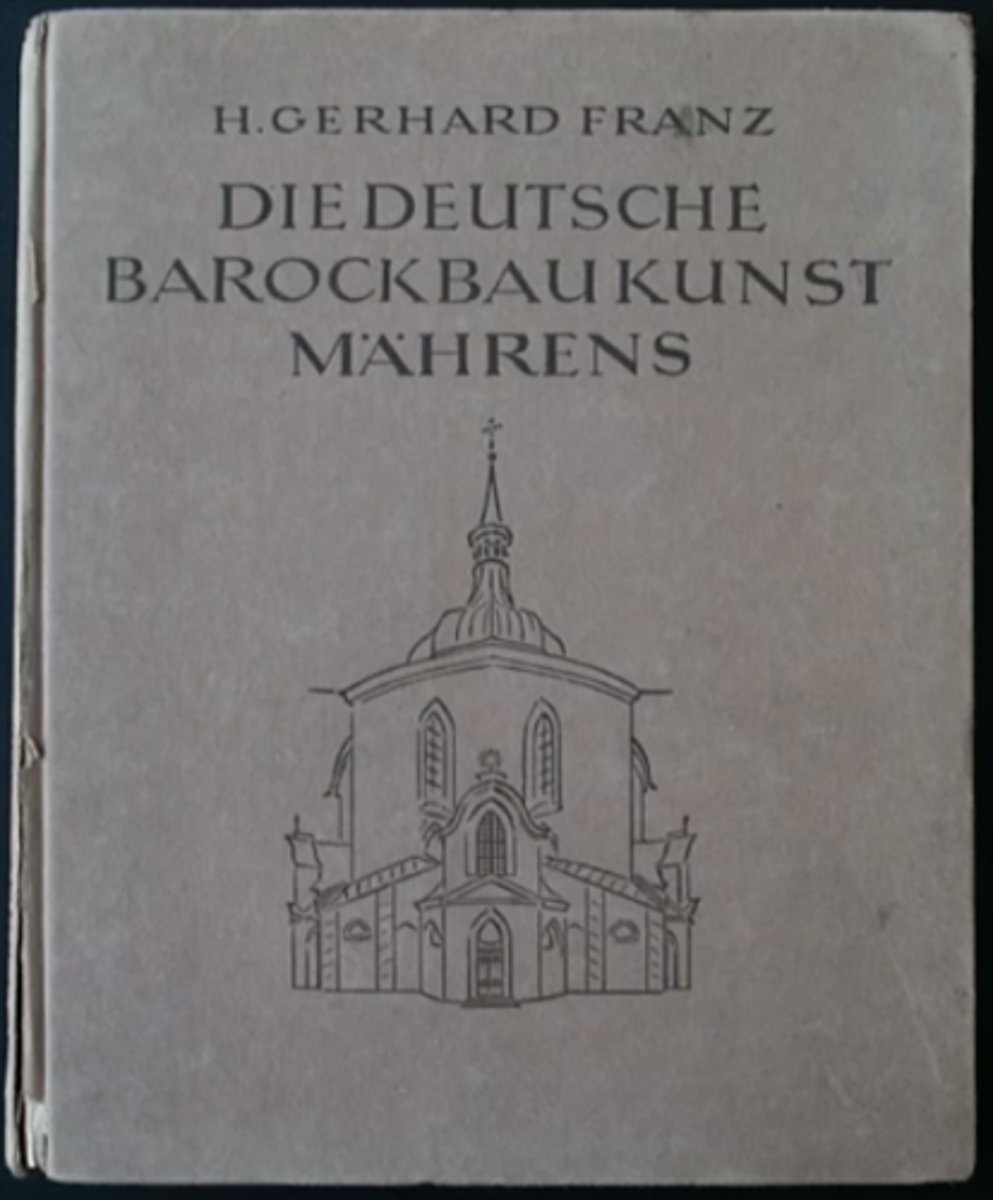 H. GERHARD FRANZ
DIE DEUTSCHE
BAROCKBAUKUNST
MÄHRENS